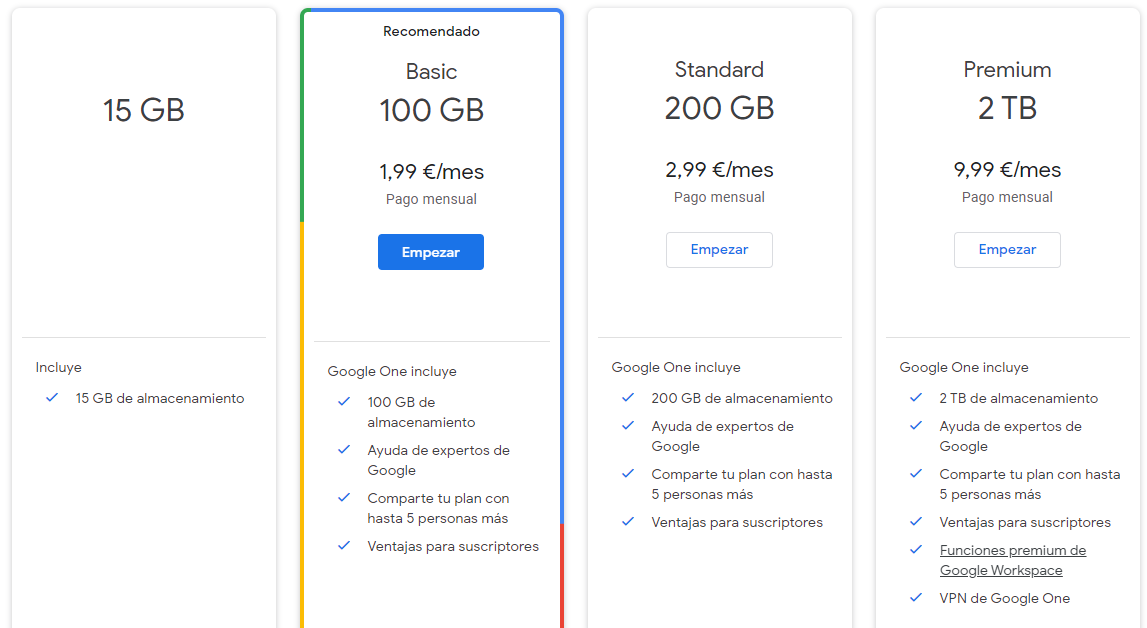 15 GB
Incluye
15 GB de almacenamiento
Recomendado
Basic
100 GB
1,99 €/mes
Pago mensual
Empezar
Google One incluye
100 GB de
almacenamiento
Ayuda de expertos de
Google
Comparte tu plan con
hasta 5 personas más
Ventajas para suscriptores
Standard
200 GB
2,99 €/mes
Pago mensual
Empezar
Google One incluye
200 GB de almacenamiento
Ayuda de expertos de
Google
Comparte tu plan con hasta
5 personas más
Ventajas para suscriptores
Premium
2 TB
9,99 €/mes
Pago mensual
Empezar
Google One incluye
2 TB de almacenamiento
Ayuda de expertos de
Google
Comparte tu plan con hasta
5 personas más
Ventajas para suscriptores
Funciones premium de
Google Workspace
VPN de Google One